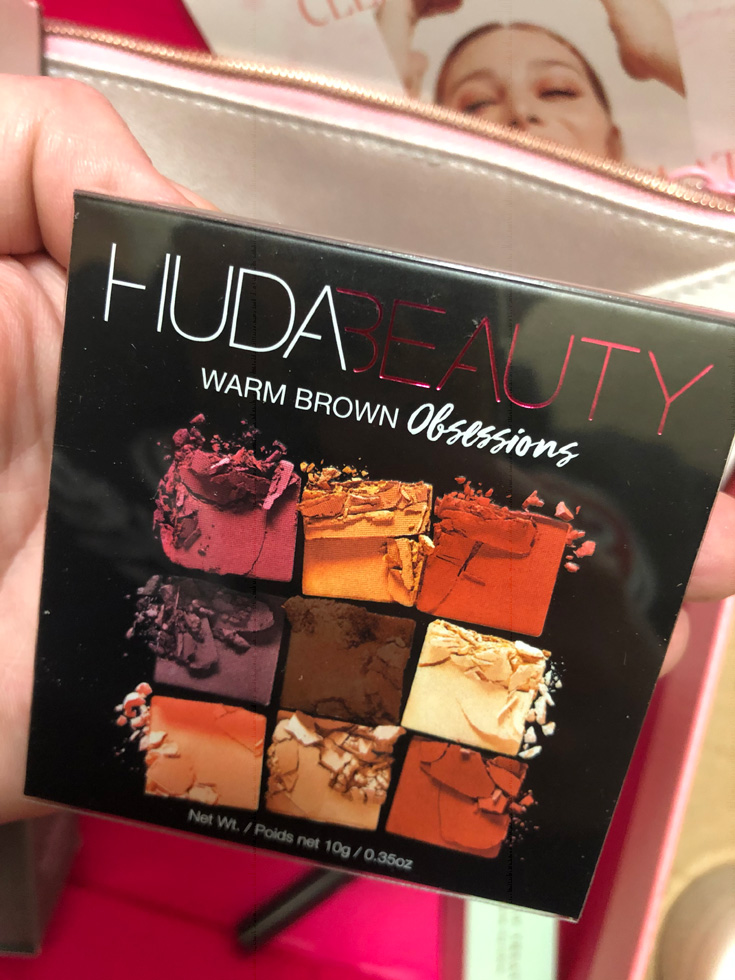 HUDABEAUTY
WARM BROWN Obsessions
Net Wt. / Poids net 10g / 0.35oz